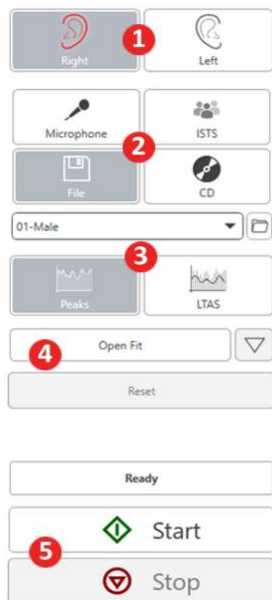 1
Right
Left
Microphone
ISTS
2
File
CD
01-Male
3
Peaks
LTAS
4
Open Fit
Reset
Ready
Start
5
Stop